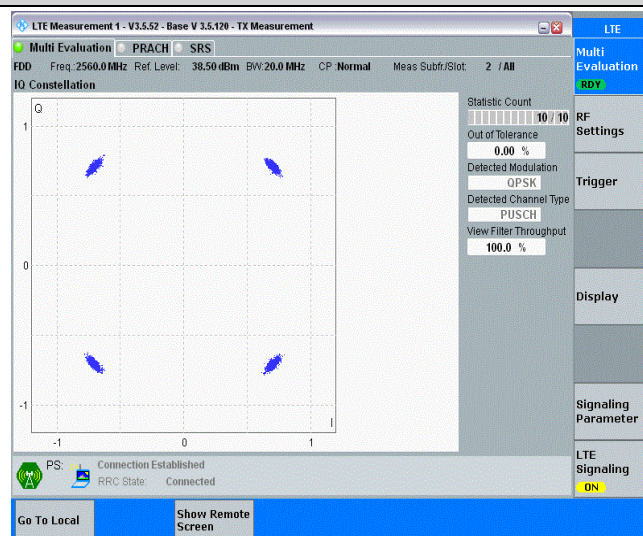 LTE Measurement 1 - V3.5.52 - Base V 3.5.120 - TX Measurement
LTE
Multi Evaluation PRACH SRS
FDD Freq.:2560.0 MHz Ref. Level: 38.50 dBm BW:20.0 MHz CP :Normal Meas Subfr./Slot: 2 / All
IQ Constellation
Q
1
0
-1
-1 0 1
I
Statistic Count
10 / 10
Out of Tolerance
0.00 %
Detected Modulation
QPSK
Detected Channel Type
PUSCH
View Filter Throughput
100.0 %
Multi
Evaluation
RDY
RF
Settings
Trigger
Display
Signaling
Parameter
LTE
Signaling
ON
PS: Connection Established
RRC State: Connected
Go To Local
Show Remote
Screen